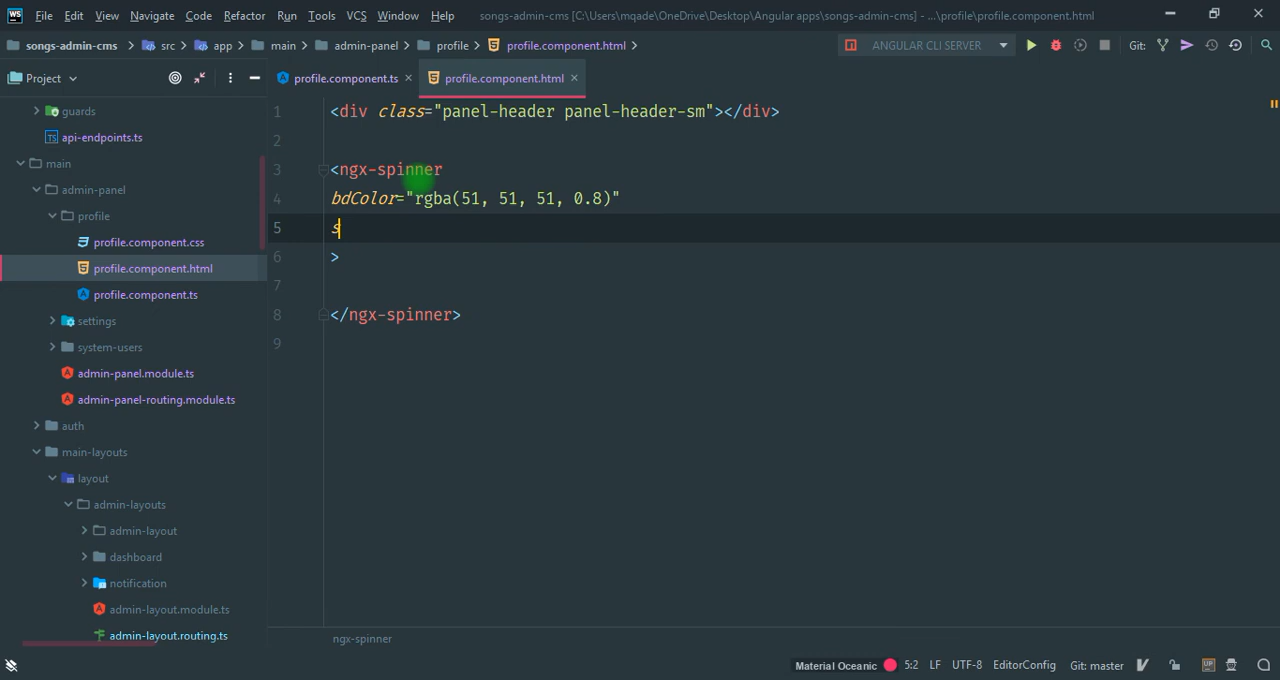 File Edit View Navigate Code Refactor Run Tools VCS Window Help songs-admin-cms [C:\Users\mqade\OneDrive\Desktop\Angular apps\songs-admin-cms] - ...\profile\profile.component.html
songs-admin-cms src app main admin-panel profile profile.component.html ANGULAR CLI SERVER Git:
Project profile.component.ts profile.component.html
guards
api-endpoints.ts
main
admin-panel
profile
profile.component.css
profile.component.html
profile.component.ts
settings
system-users
admin-panel.module.ts
admin-panel-routing.module.ts
auth
main-layouts
layout
admin-layouts
admin-layout
dashboard
notification
admin-layout.module.ts
admin-layout.routing.ts
1 <div class="panel-header panel-header-sm"></div>
2
3 <ngx-spinner
4 bdColor="rgba(51, 51, 51, 0.8)"
5 s
6 >
7
8 </ngx-spinner>
9
ngx-spinner
Material Oceanic 5:2 LF UTF-8 EditorConfig Git: master